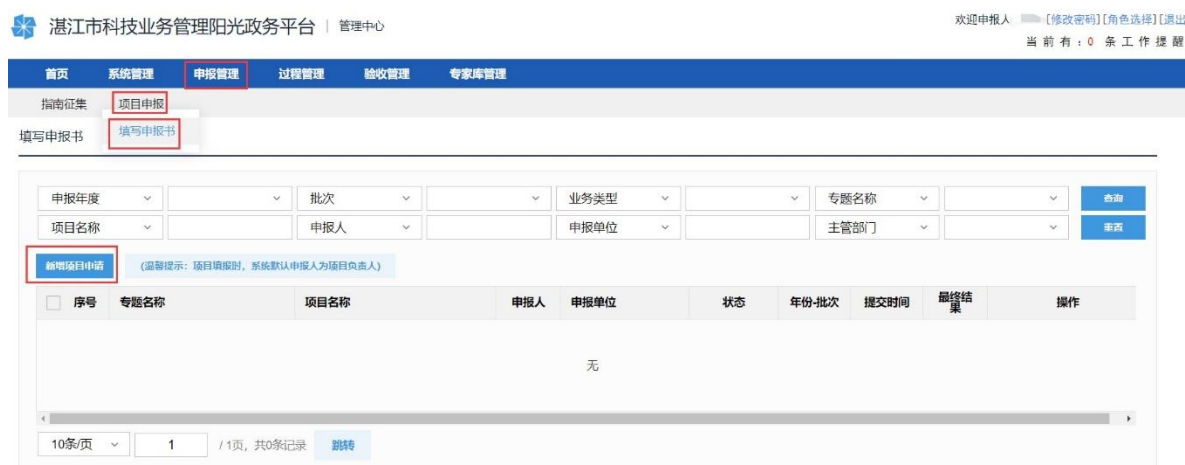 湛江市科技业务管理阳光政务平台 | 管理中心
欢迎申报人 [修改密码][角色选择][退出
当前有：0 条工作提醒
首页 系统管理 申报管理 过程管理 验收管理 专家库管理
指南征集 项目申报
填写申报书 填写申报书
申报年度 批次 业务类型 专题名称 查询
项目名称 申报人 申报单位 主管部门 重置
新增项目申请 (温馨提示：项目填报时，系统默认申报人为项目负责人)
序号 专题名称 项目名称 申报人 申报单位 状态 年份-批次 提交时间 最终结果 操作
无
10条/页 1 / 1页，共0条记录 跳转